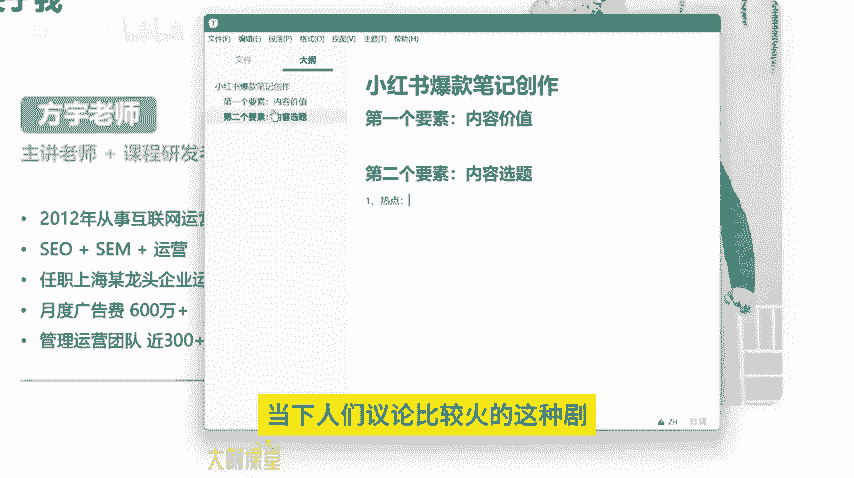 文件(F) 编辑(E) 段落(P) 格式(O) 视图(V) 主题(T) 帮助(H)
文件 大纲
小红书爆款笔记创作
第一个要素：内容价值
第二个要素：内容选题
小红书爆款笔记创作
第一个要素：内容价值
第二个要素：内容选题
1、热点：
ZH 33 词
方宇老师
主讲老师 + 课程研发
• 2012年从事互联网运营
• SEO + SEM + 运营
• 任职上海某龙头企业运
• 月度广告费 600万+
• 管理运营团队 近300+
当下人们议论比较火的这种剧